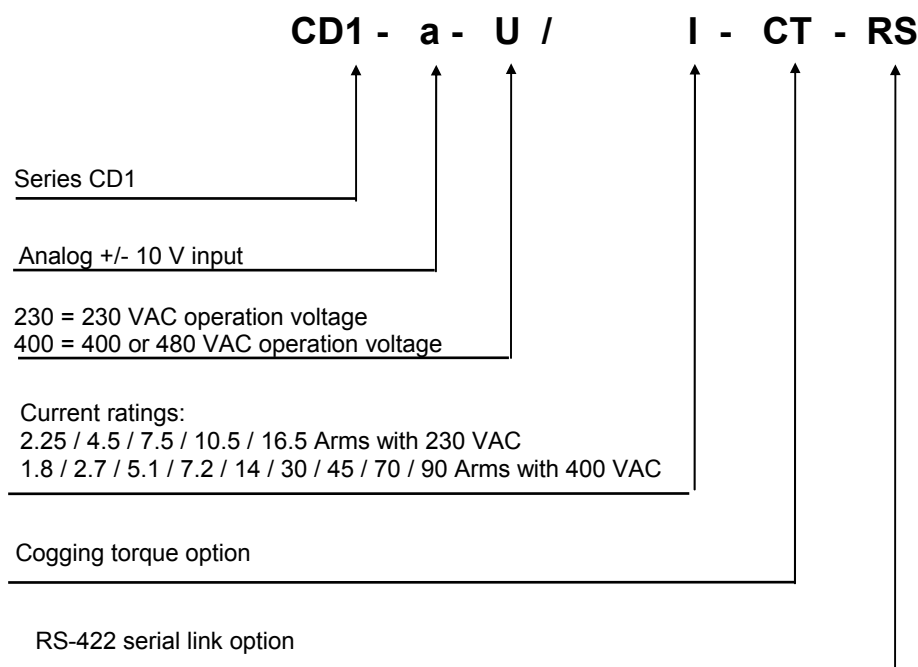 CD1 - a - U / I - CT - RS
Series CD1
Analog +/- 10 V input
230 = 230 VAC operation voltage
400 = 400 or 480 VAC operation voltage
Current ratings:
2.25 / 4.5 / 7.5 / 10.5 / 16.5 Arms with 230 VAC
1.8 / 2.7 / 5.1 / 7.2 / 14 / 30 / 45 / 70 / 90 Arms with 400 VAC
Cogging torque option
RS-422 serial link option